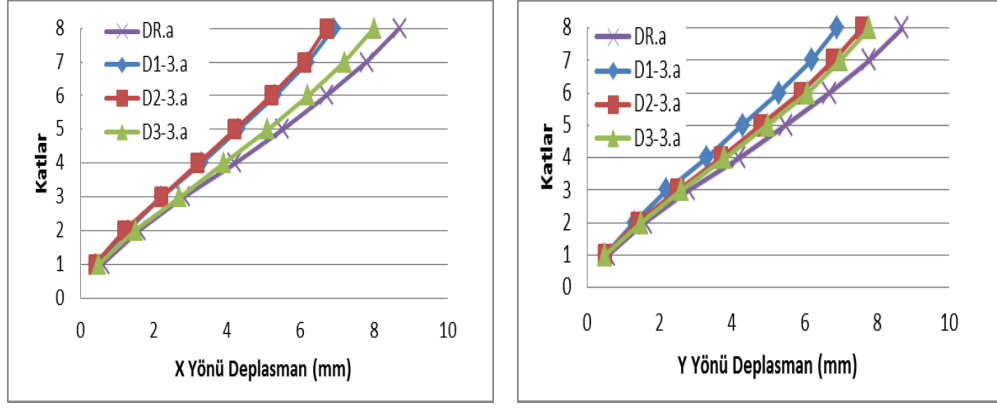 8
7
6
5
4
3
2
1
0
Katlar
DR.a
D1-3.a
D2-3.a
D3-3.a
0 2 4 6 8 10
X Yönü Deplasman (mm)
8
7
6
5
4
3
2
1
0
Katlar
DR.a
D1-3.a
D2-3.a
D3-3.a
0 2 4 6 8 10
Y Yönü Deplasman (mm)